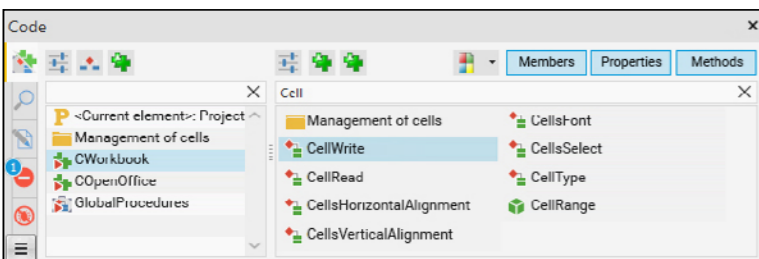 Code
Members Properties Methods
Cell
<Current element>: Project
Management of cells
CWorkbook
COpenOffice
GlobalProcedures
1
Management of cells
CellWrite
CellRead
CellsHorizontalAlignment
CellsVerticalAlignment
CellsFont
CellsSelect
CellType
CellRange